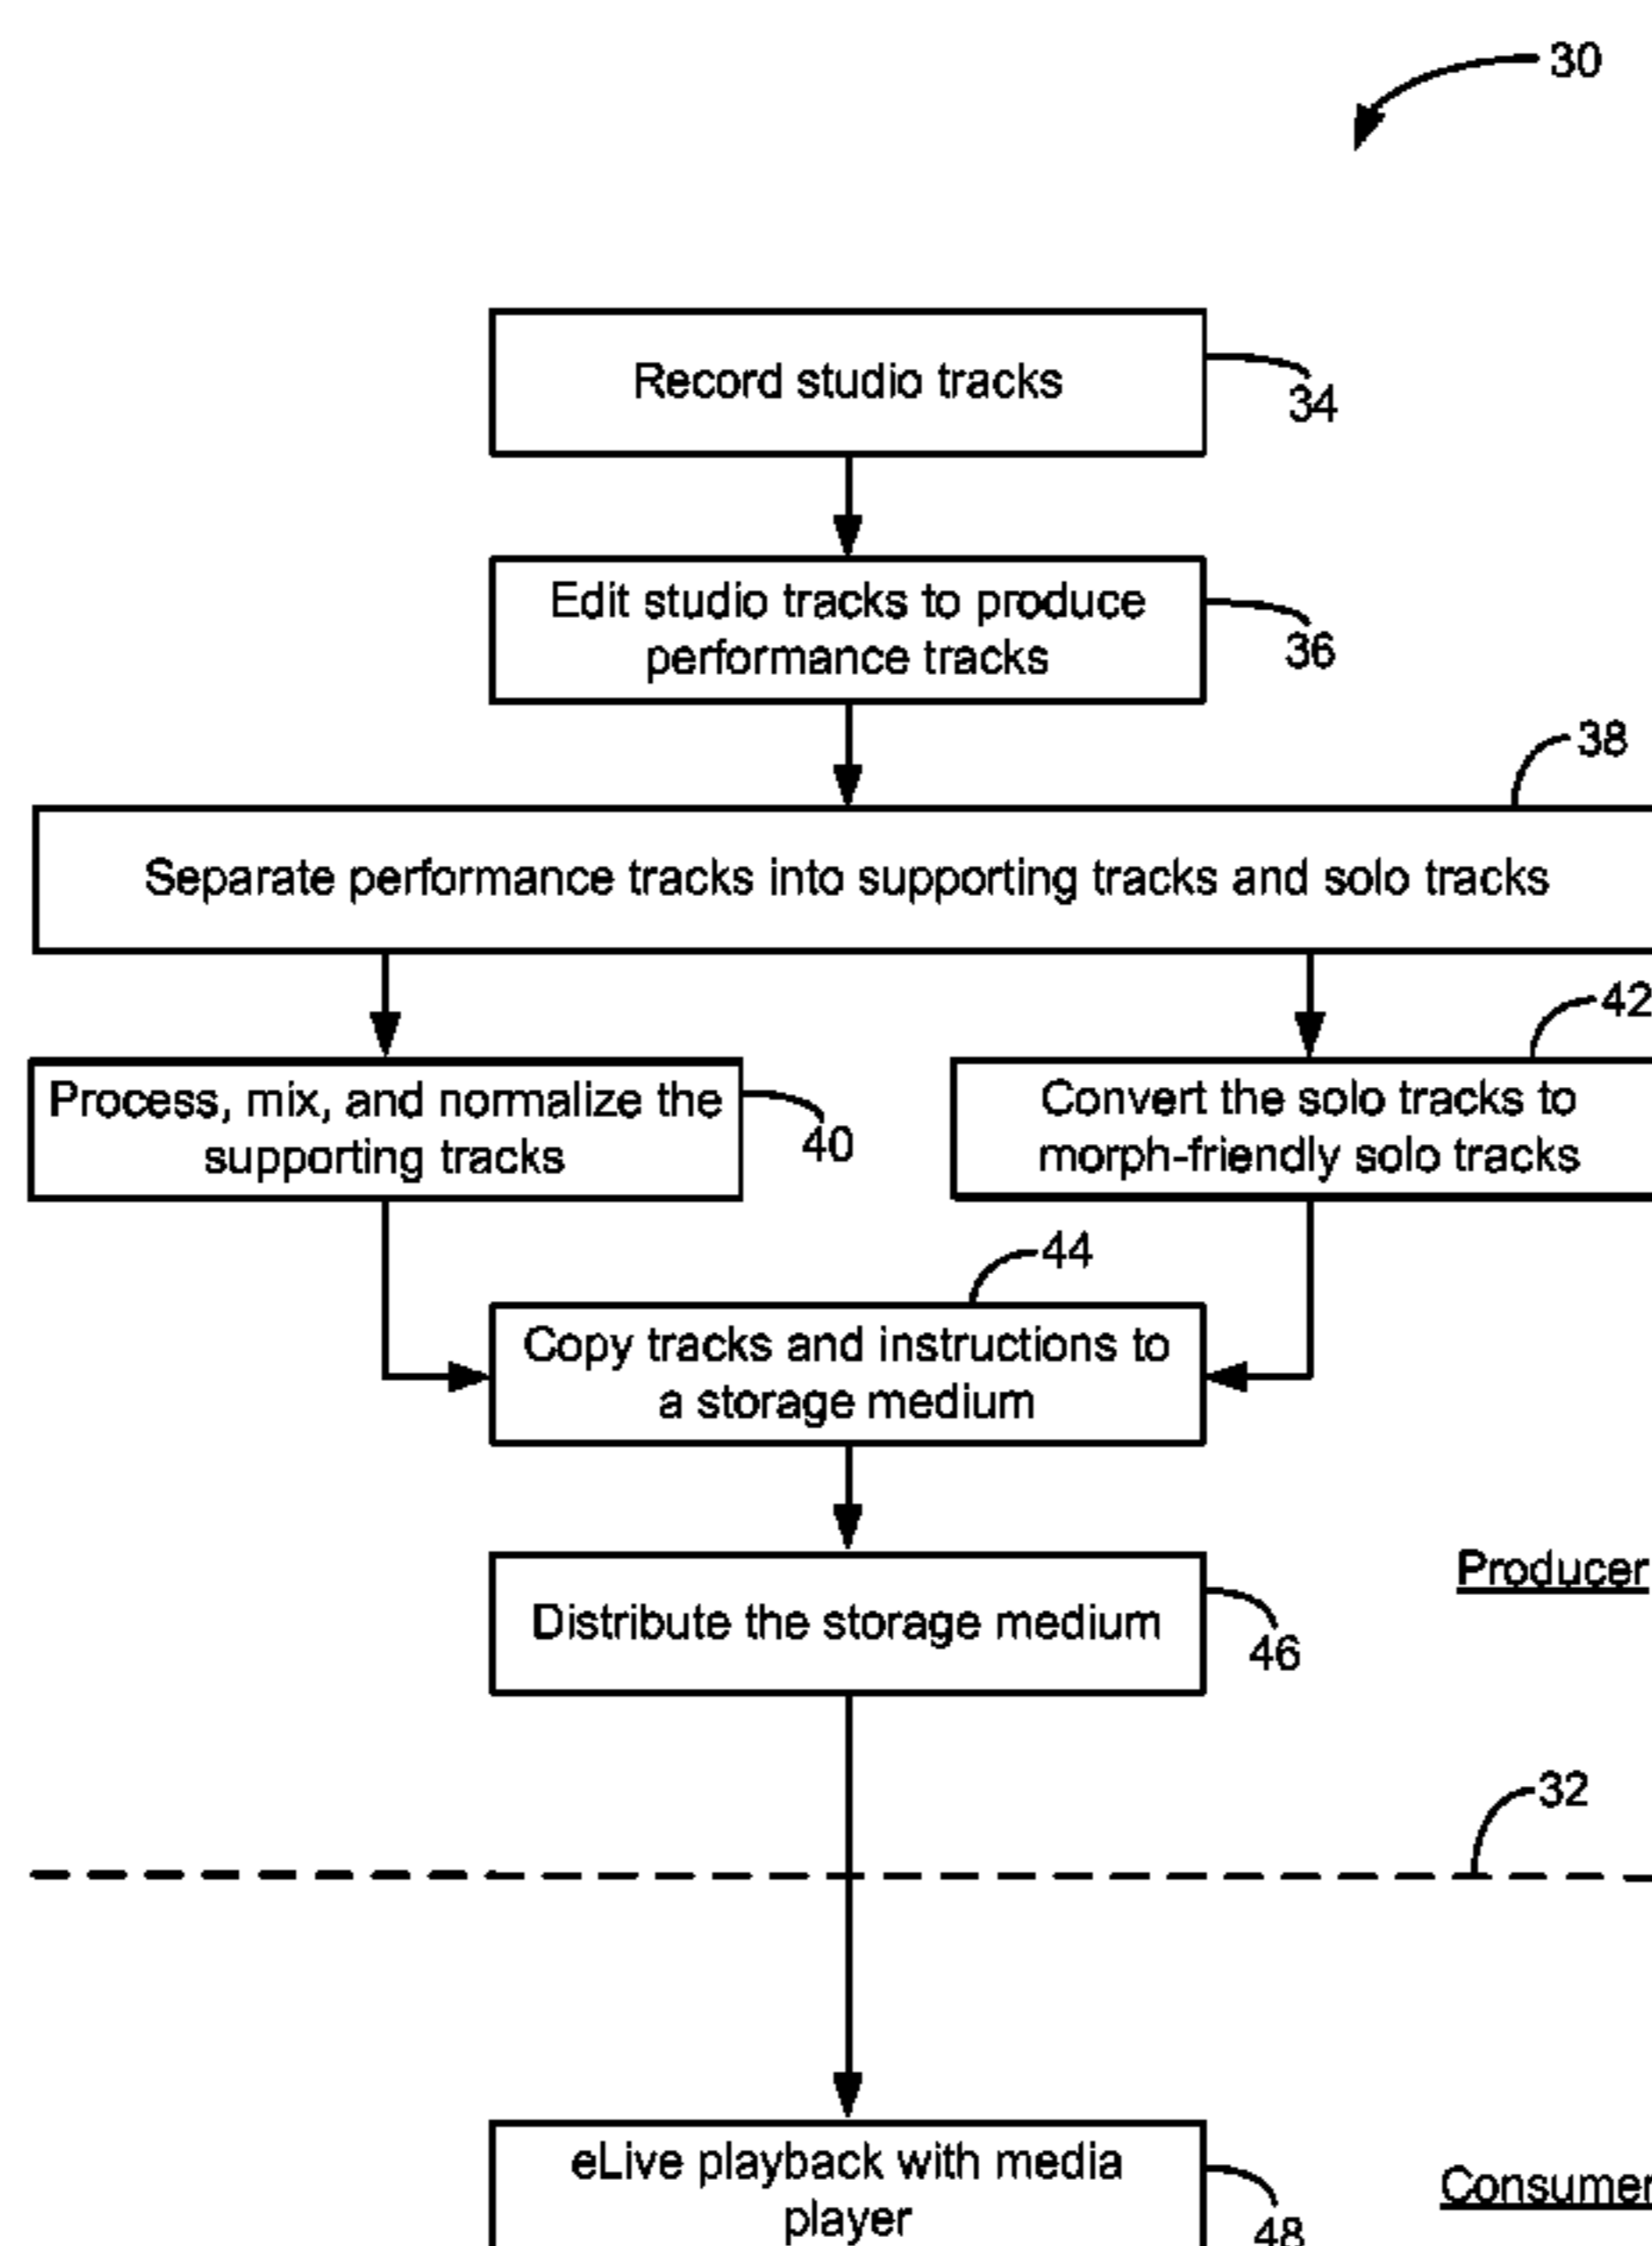 30
Record studio tracks
34
Edit studio tracks to produce
performance tracks
36
38
Separate performance tracks into supporting tracks and solo tracks
42
Process, mix, and normalize the
supporting tracks
40
Convert the solo tracks to
morph-friendly solo tracks
44
Copy tracks and instructions to
a storage medium
Producer
Distribute the storage medium
46
32
eLive playback with media
player
Consumer
48